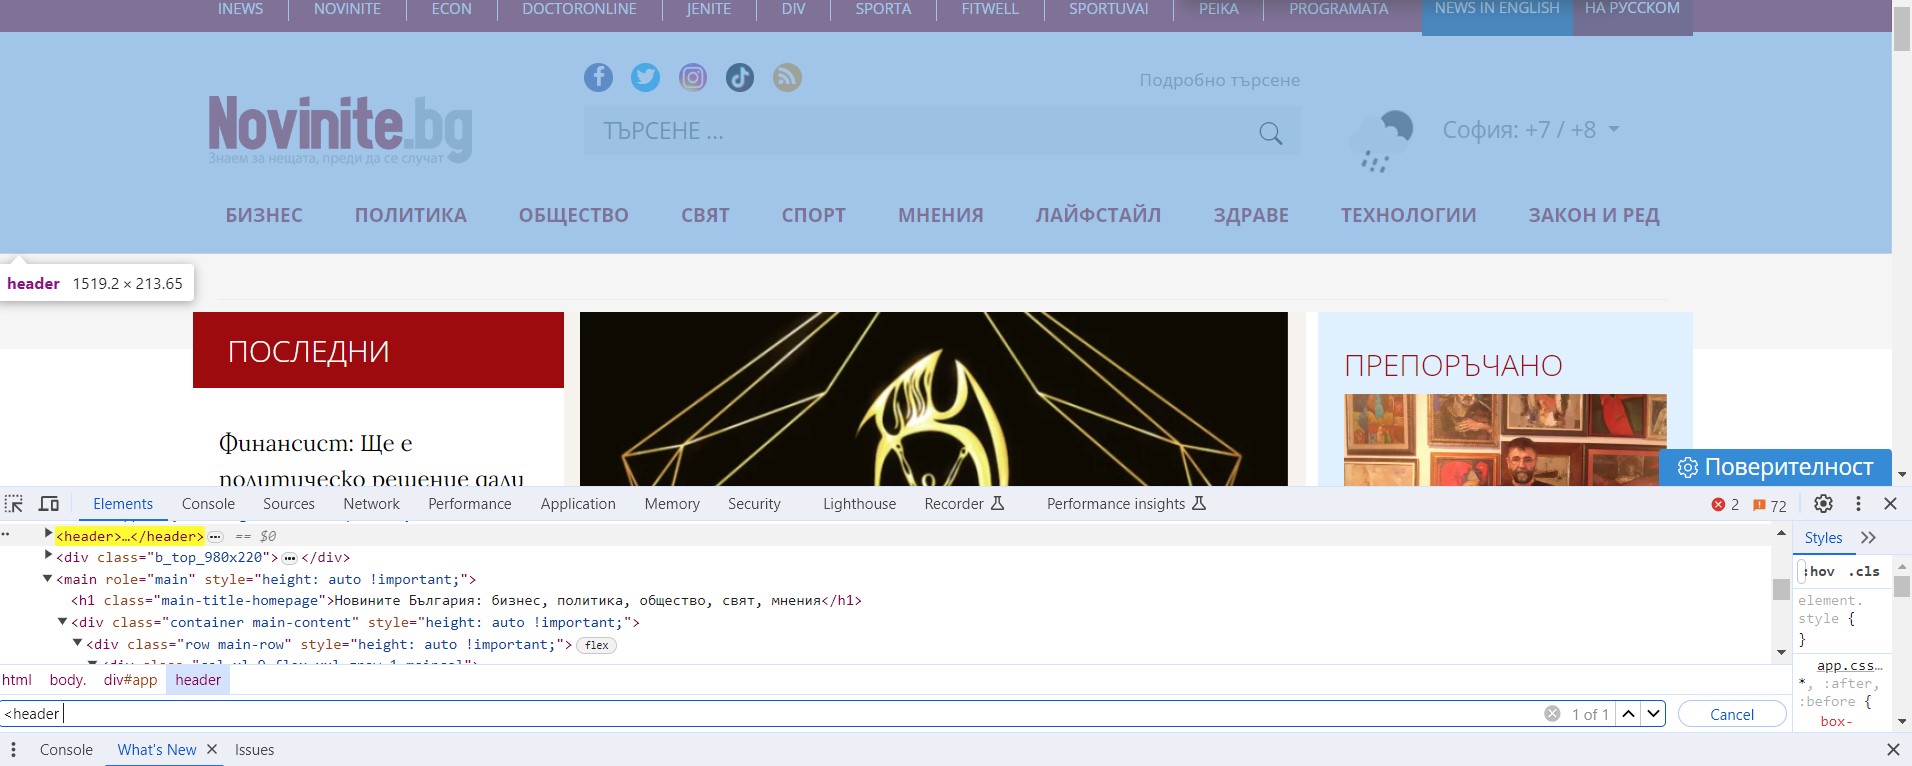 INEWS NOVINITE ECON DOCTORONLINE JENITE DIV SPORTA FITWELL SPORTUVAI PEIKA PROGRAMATA NEWS IN ENGLISH НА РУССКОМ
Подробно търсене
Novinite.bg
Знаем за нещата, преди да се случат
ТЪРСЕНЕ ...
София: +7 / +8
БИЗНЕС ПОЛИТИКА ОБЩЕСТВО СВЯТ СПОРТ МНЕНИЯ ЛАЙФСТАЙЛ ЗДРАВЕ ТЕХНОЛОГИИ ЗАКОН И РЕД
header 1519.2 × 213.65
ПОСЛЕДНИ
ПРЕПОРЪЧАНО
Финансист: Ще е
политическо решение дали
Поверителност
Elements Console Sources Network Performance Application Memory Security Lighthouse Recorder Performance insights 2 72
<header>…</header> == $0
<div class="b_top_980x220"> … </div>
<main role="main" style="height: auto !important;">
<h1 class="main-title-homepage">Новините България: бизнес, политика, общество, свят, мнения</h1>
<div class="container main-content" style="height: auto !important;">
<div class="row main-row" style="height: auto !important;"> flex
Styles
:hov .cls
element.
style {
}
app.css…
*, :after,
:before {
box-
html body. div#app header
<header 1 of 1 Cancel
Console What's New Issues